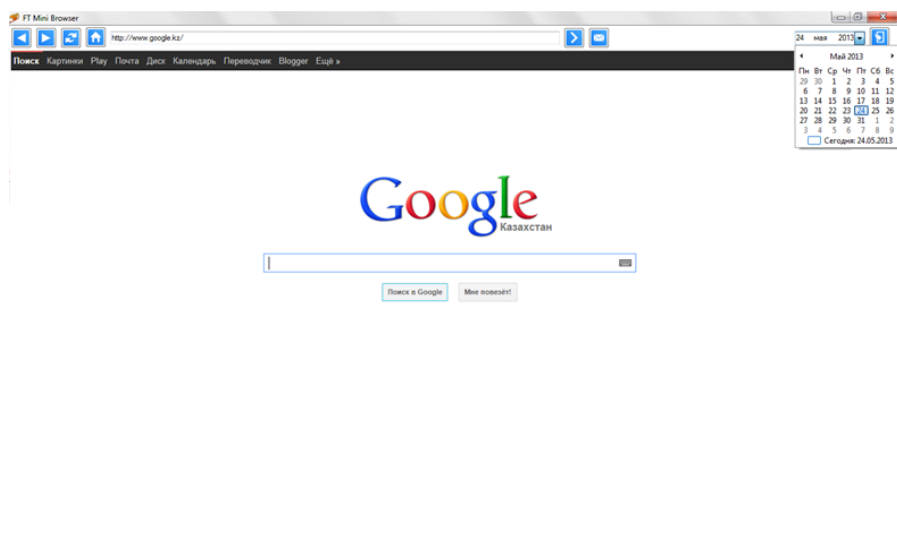 FT Mini Browser
http://www.google.kz/
24 мая 2013
Поиск Картинки Play Почта Диск Календарь Переводчик Blogger Ещё »
Май 2013
Пн Вт Ср Чт Пт Сб Вс
29 30 1 2 3 4 5
6 7 8 9 10 11 12
13 14 15 16 17 18 19
20 21 22 23 24 25 26
27 28 29 30 31 1 2
3 4 5 6 7 8 9
Сегодня: 24.05.2013
Google
Казахстан
Поиск в Google Мне повезёт!